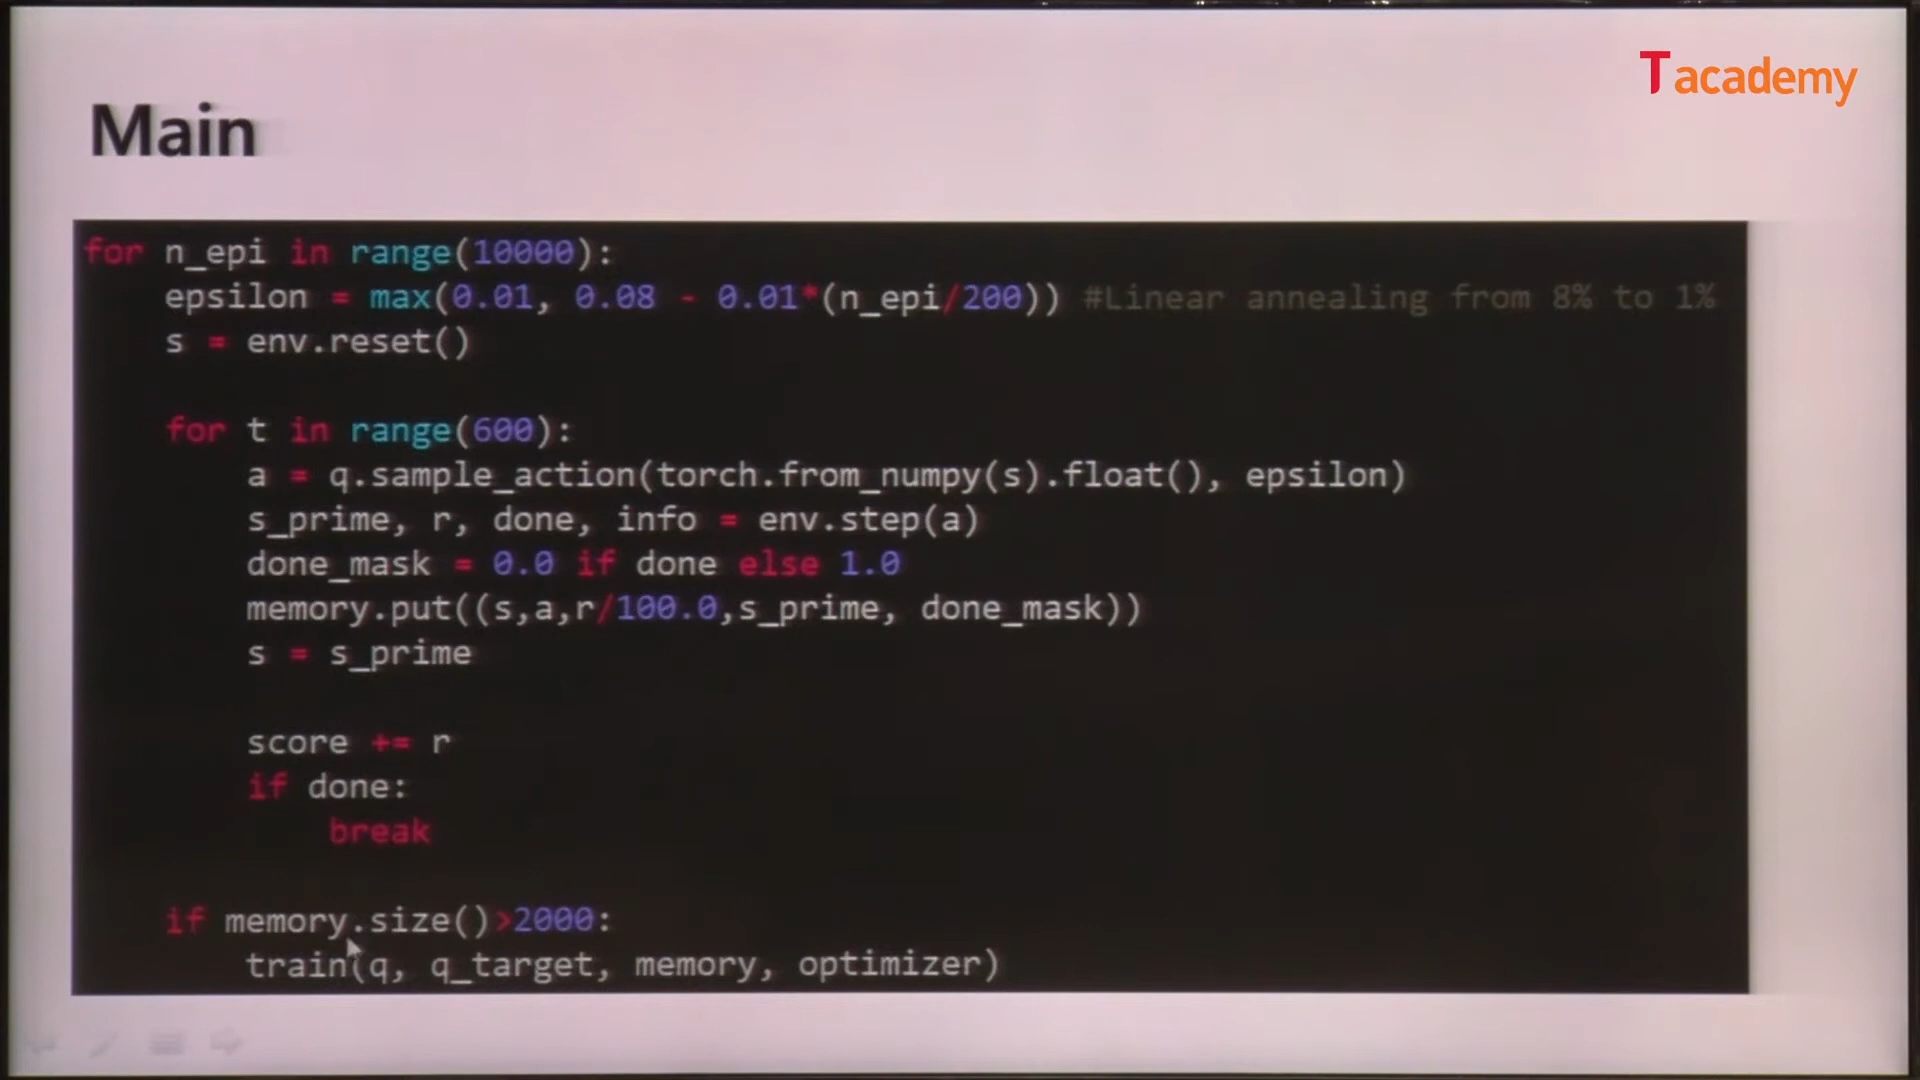 T academy
Main
for n_epi in range(10000):
    epsilon = max(0.01, 0.08 - 0.01*(n_epi/200)) #Linear annealing from 8% to 1%
    s = env.reset()
    for t in range(600):
        a = q.sample_action(torch.from_numpy(s).float(), epsilon)
        s_prime, r, done, info = env.step(a)
        done_mask = 0.0 if done else 1.0
        memory.put((s,a,r/100.0,s_prime, done_mask))
        s = s_prime
        score += r
        if done:
            break
    if memory.size()>2000:
        train(q, q_target, memory, optimizer)